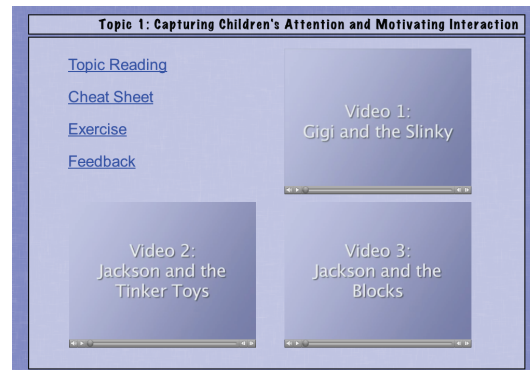 Topic 1: Capturing Children's Attention and Motivating Interaction
Topic Reading
Cheat Sheet
Exercise
Feedback
Video 1:
Gigi and the Slinky
Video 2:
Jackson and the
Tinker Toys
Video 3:
Jackson and the
Blocks